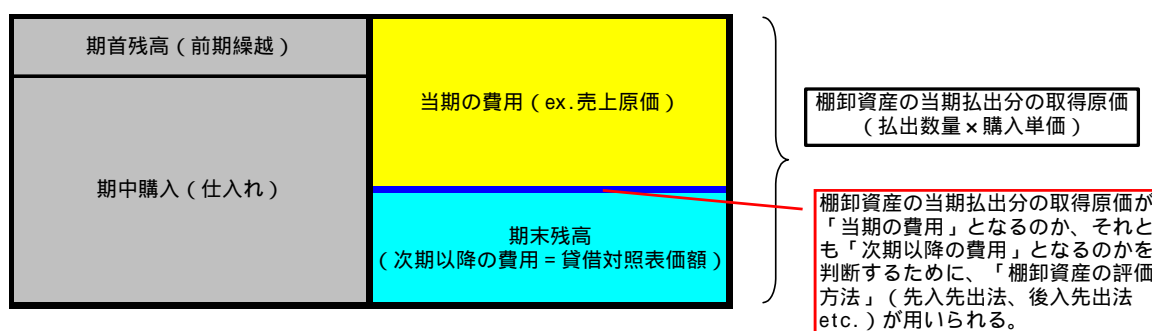 期首残高（前期繰越）
期中購入（仕入れ）
当期の費用（ex.売上原価）
期末残高
（次期以降の費用＝貸借対照表価額）
棚卸資産の当期払出分の取得原価
（払出数量×購入単価）
棚卸資産の当期払出分の取得原価が
「当期の費用」となるのか、それと
も「次期以降の費用」となるのかを
判断するために、「棚卸資産の評価
方法」（先入先出法、後入先出法
etc.）が用いられる。